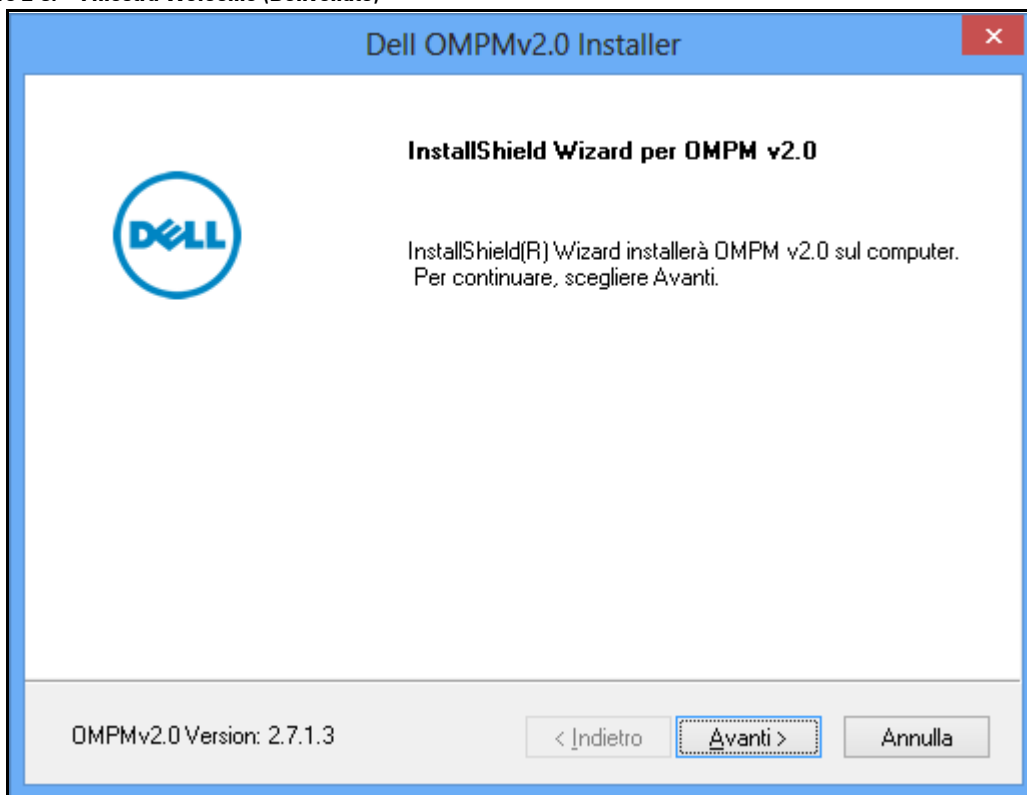 Dell OMPMv2.0 Installer
InstallShield Wizard per OMPM v2.0
DELL
InstallShield(R) Wizard installerà OMPM v2.0 sul computer.
Per continuare, scegliere Avanti.
OMPMv2.0 Version: 2.7.1.3
< Indietro
Avanti >
Annulla